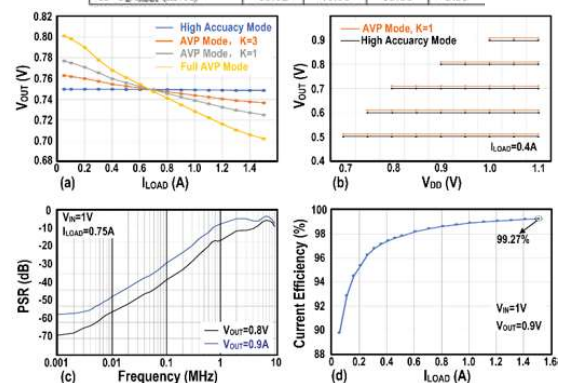 High Accuacy Mode
AVP Mode, K=3
AVP Mode, K=1
Full AVP Mode
0.82
0.80
0.78
0.76
0.74
0.72
0.70
0.68
VOUT (V)
0.0 0.2 0.4 0.6 0.8 1.0 1.2 1.4
(a)
ILOAD (A)
AVP Mode, K=1
High Accuarcy Mode
1.0
0.9
0.8
0.7
0.6
0.5
0.4
VOUT (V)
ILOAD=0.4A
0.7 0.8 0.9 1.0 1.1
(b)
VDD (V)
0
-10
-20
-30
-40
-50
-60
-70
PSR (dB)
VIN=1V
ILOAD=0.75A
VOUT=0.8V
VOUT=0.9A
0.001 0.01 0.1 1 10
(c)
Frequency (MHz)
100
98
96
94
92
90
88
Current Efficiency (%)
99.27%
VIN=1V
VOUT=0.9V
0 0.2 0.4 0.6 0.8 1.0 1.2 1.4 1.6
(d)
ILOAD (A)